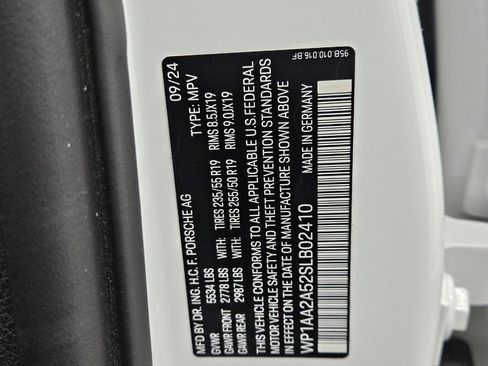 MFD BY DR. ING. H.C. F. PORSCHE AG 09/24
GVWR 5534 LBS TYPE: MPV
GAWR FRONT 2778 LBS WITH: TIRES 235/55 R19 RIMS 8.5JX19
GAWR REAR 2987 LBS WITH: TIRES 255/50 R19 RIMS 9.0JX19
THIS VEHICLE CONFORMS TO ALL APPLICABLE U.S. FEDERAL
MOTOR VEHICLE SAFETY AND THEFT PREVENTION STANDARDS
IN EFFECT ON THE DATE OF MANUFACTURE SHOWN ABOVE
WP1AA2A52SLB02410 MADE IN GERMANY
95B.010.016.BF